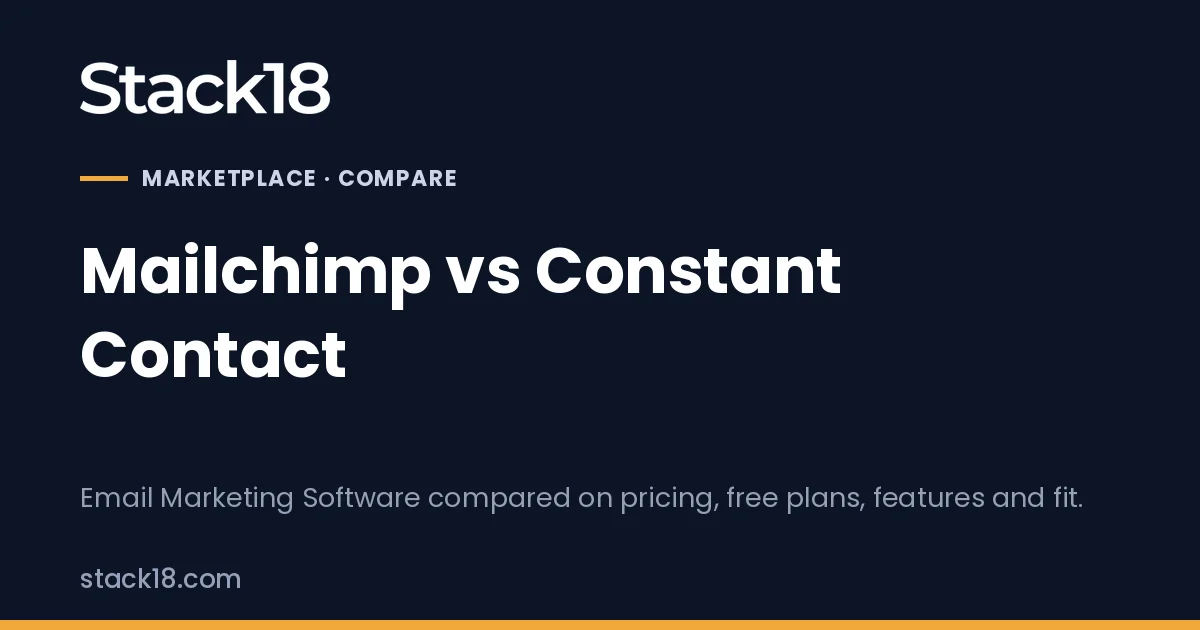 Stack18
MARKETPLACE · COMPARE
Mailchimp vs Constant
Contact
Email Marketing Software compared on pricing, free plans, features and fit.
stack18.com